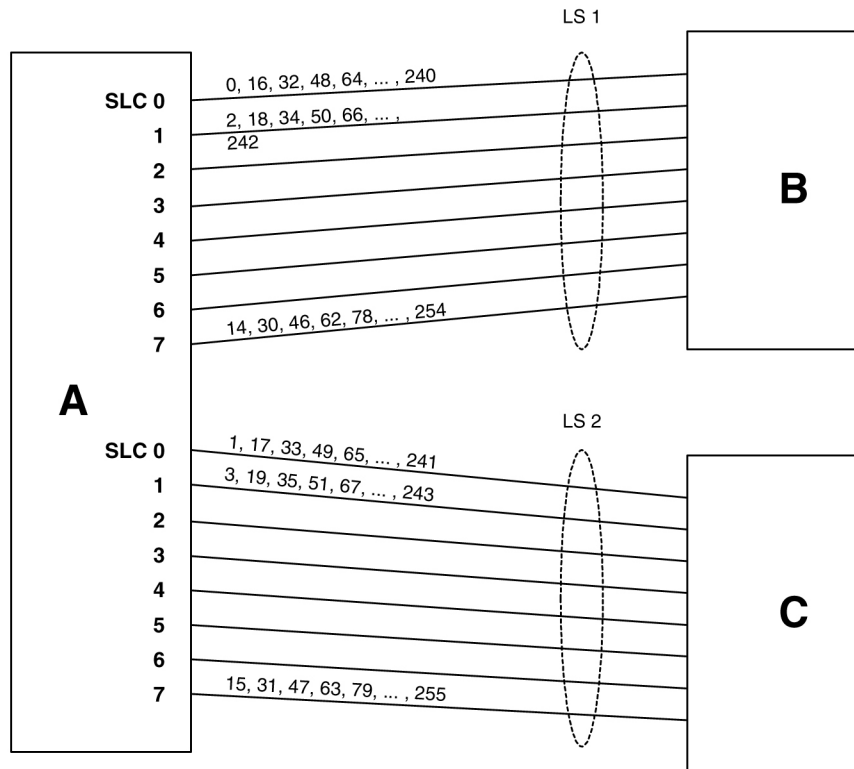 LS 1
SLC 0
0, 16, 32, 48, 64, ... , 240
1
2, 18, 34, 50, 66, ... ,
242
2
3
4
5
6
7
14, 30, 46, 62, 78, ... , 254
B
A
LS 2
SLC 0
1, 17, 33, 49, 65, ... , 241
1
3, 19, 35, 51, 67, ... , 243
2
3
4
5
6
7
15, 31, 47, 63, 79, ... , 255
C